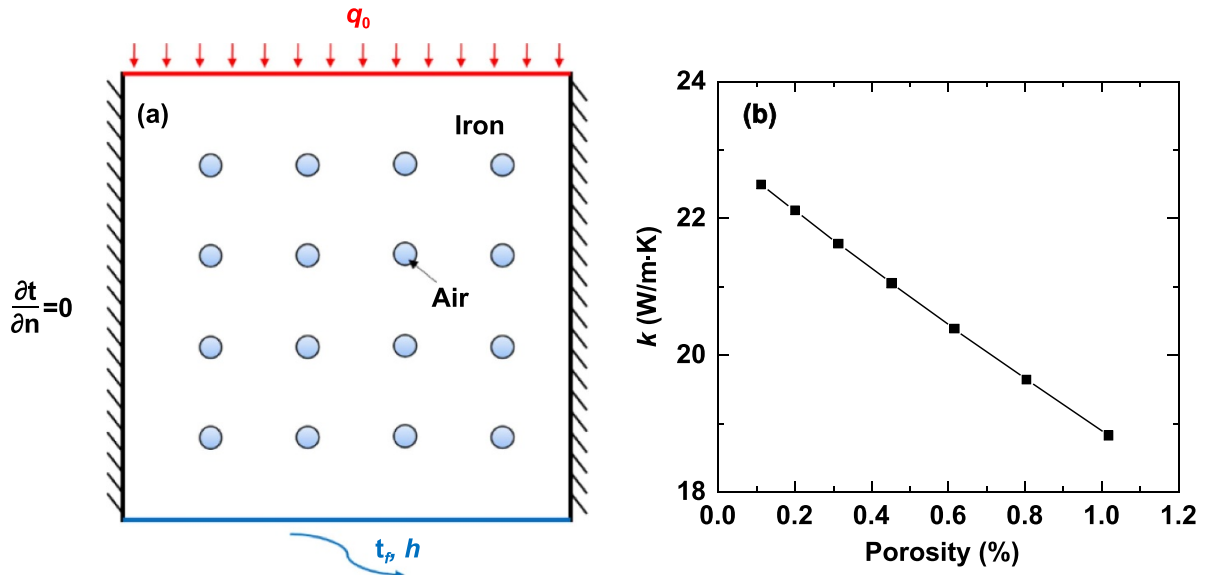 q₀
(a)
Iron
Air
∂t
∂n
=0
t_f, h
(b)
k (W/m·K)
24
22
20
18
0.0 0.2 0.4 0.6 0.8 1.0 1.2
Porosity (%)